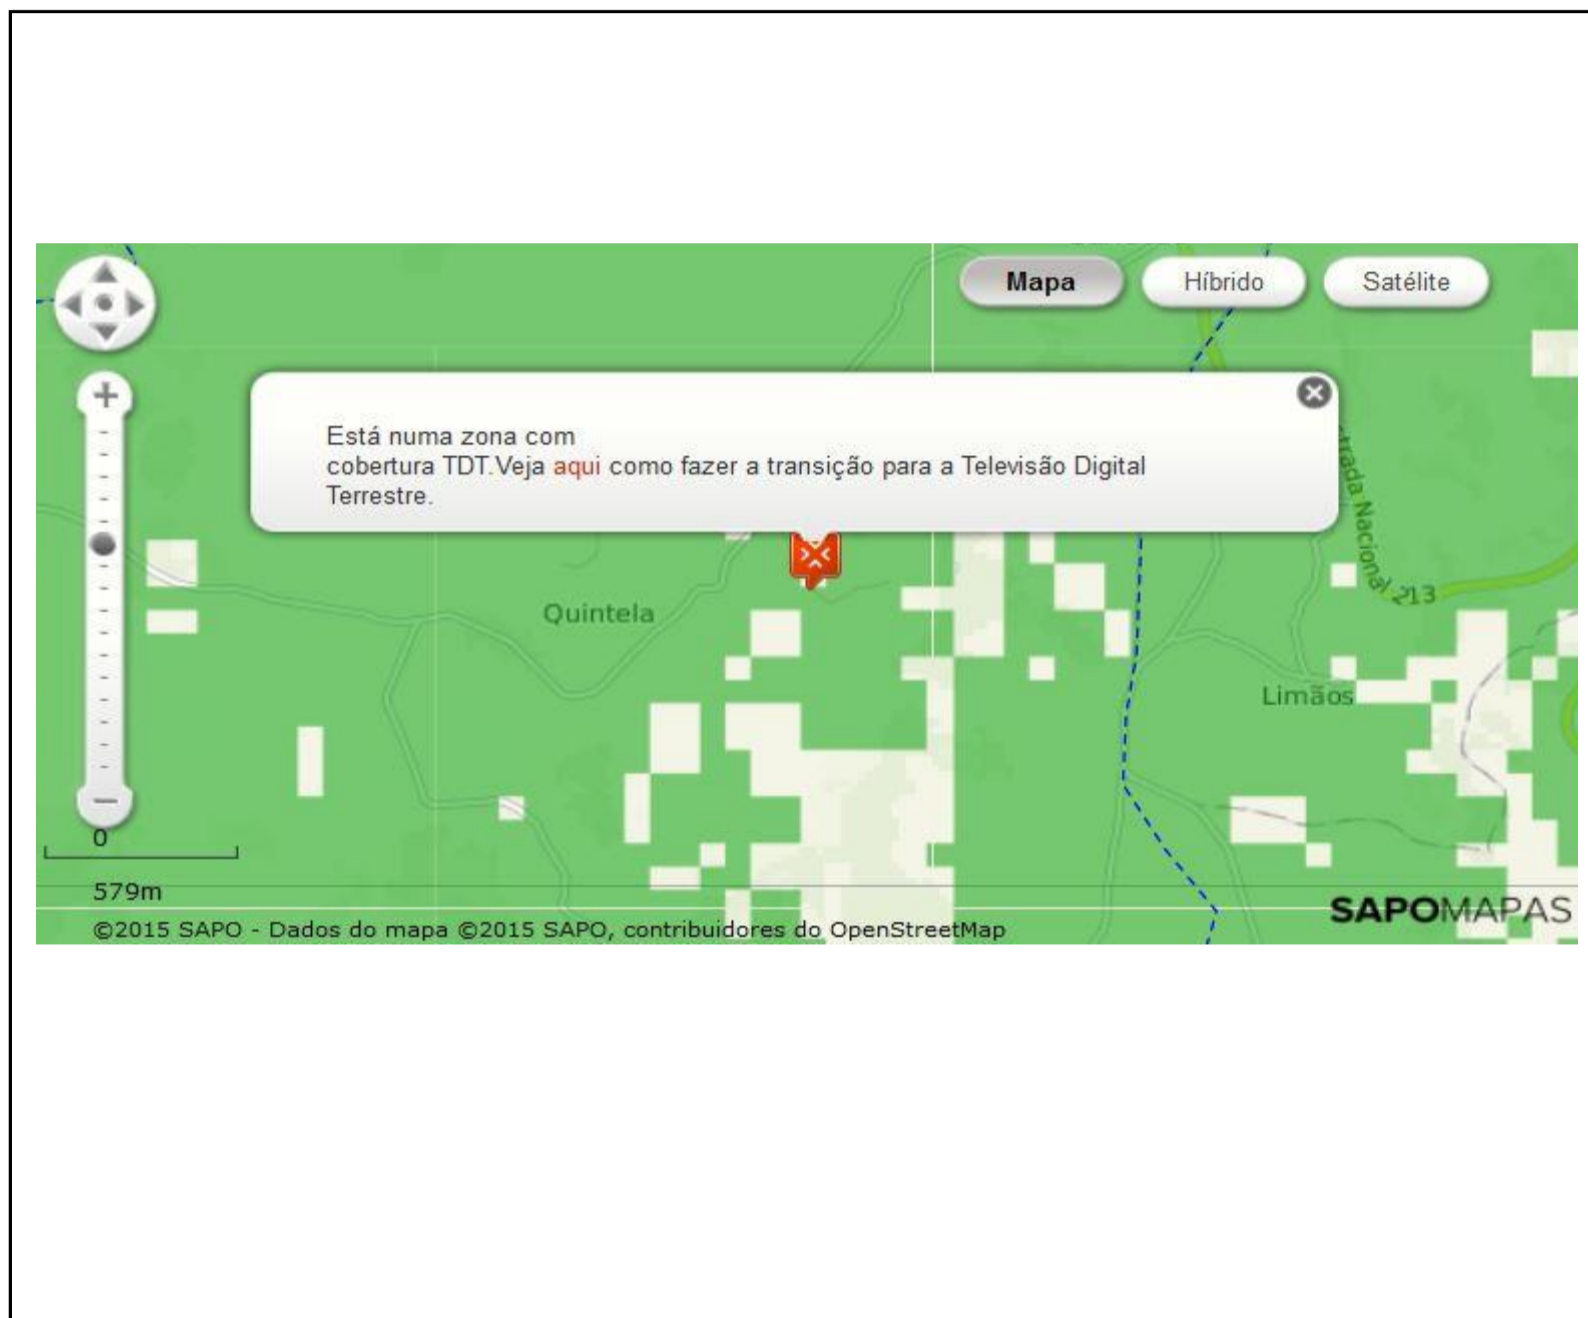 Mapa
Híbrido
Satélite
Está numa zona com
cobertura TDT.Veja aqui como fazer a transição para a Televisão Digital
Terrestre.
Nacional 213
Quintela
Limãos
0
579m
SAPOMAPAS
©2015 SAPO - Dados do mapa ©2015 SAPO, contribuidores do OpenStreetMap